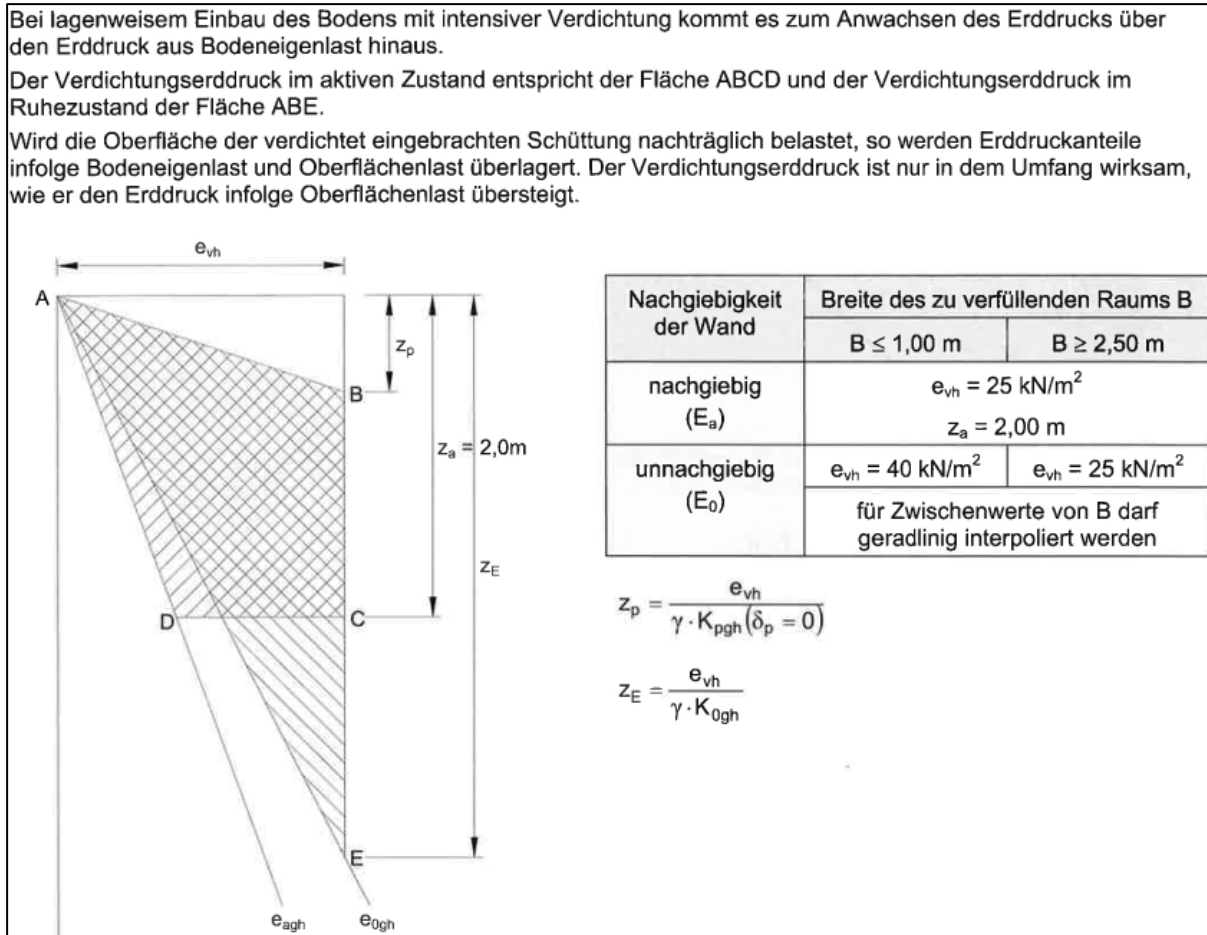 Bei lagenweisem Einbau des Bodens mit intensiver Verdichtung kommt es zum Anwachsen des Erddrucks über
den Erddruck aus Bodeneigenlast hinaus.
Der Verdichtungserddruck im aktiven Zustand entspricht der Fläche ABCD und der Verdichtungserddruck im
Ruhezustand der Fläche ABE.
Wird die Oberfläche der verdichtet eingebrachten Schüttung nachträglich belastet, so werden Erddruckanteile
infolge Bodeneigenlast und Oberflächenlast überlagert. Der Verdichtungserddruck ist nur in dem Umfang wirksam,
wie er den Erddruck infolge Oberflächenlast übersteigt.
e_vh
A
z_p
B
z_a = 2,0m
z_E
D
C
E
e_agh
e_0gh
Nachgiebigkeit
der Wand
Breite des zu verfüllenden Raums B
B ≤ 1,00 m
B ≥ 2,50 m
nachgiebig
(E_a)
e_vh = 25 kN/m²
z_a = 2,00 m
unnachgiebig
(E_0)
e_vh = 40 kN/m²
e_vh = 25 kN/m²
für Zwischenwerte von B darf
geradlinig interpoliert werden
z_p = e_vh / (γ · K_pgh(δ_p = 0))
z_E = e_vh / (γ · K_0gh)